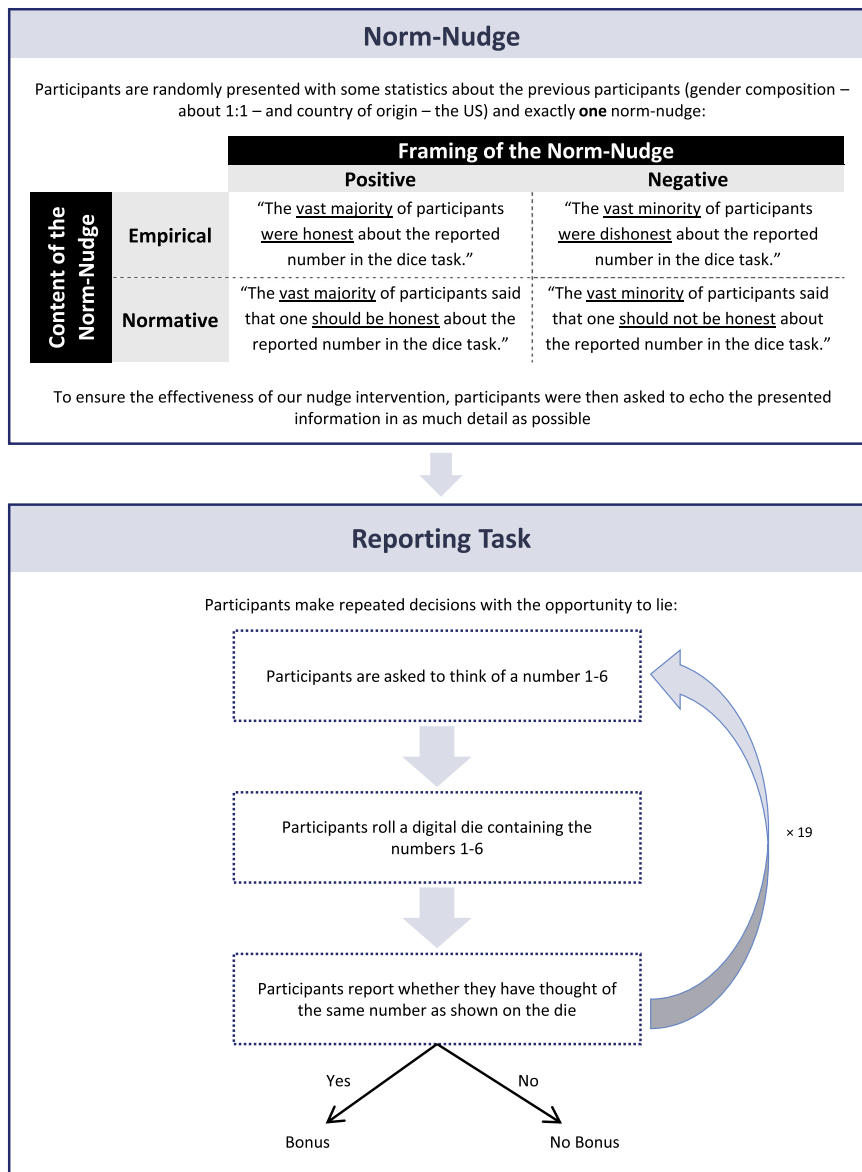 Norm-Nudge
Participants are randomly presented with some statistics about the previous participants (gender composition –
about 1:1 – and country of origin – the US) and exactly one norm-nudge:
Framing of the Norm-Nudge
Positive
Negative
Content of the
Norm-Nudge
Empirical
“The vast majority of participants
were honest about the reported
number in the dice task.”
“The vast minority of participants
were dishonest about the reported
number in the dice task.”
Normative
“The vast majority of participants said
that one should be honest about the
reported number in the dice task.”
“The vast minority of participants said
that one should not be honest about
the reported number in the dice task.”
To ensure the effectiveness of our nudge intervention, participants were then asked to echo the presented
information in as much detail as possible
Reporting Task
Participants make repeated decisions with the opportunity to lie:
Participants are asked to think of a number 1-6
Participants roll a digital die containing the
numbers 1-6
× 19
Participants report whether they have thought of
the same number as shown on the die
Yes
No
Bonus
No Bonus